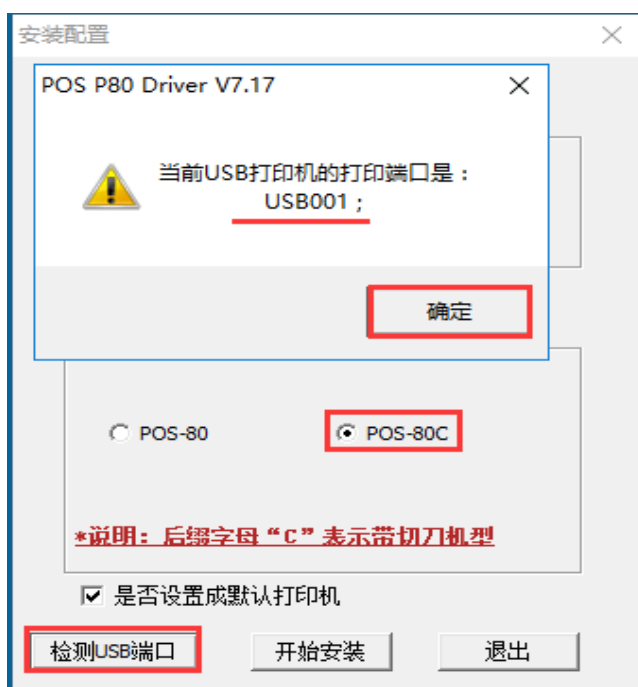 安装配置
POS P80 Driver V7.17
当前USB打印机的打印端口是：
USB001；
确定
POS-80
POS-80C
*说明：后缀字母“C”表示带切刀机型
是否设置成默认打印机
检测USB端口
开始安装
退出